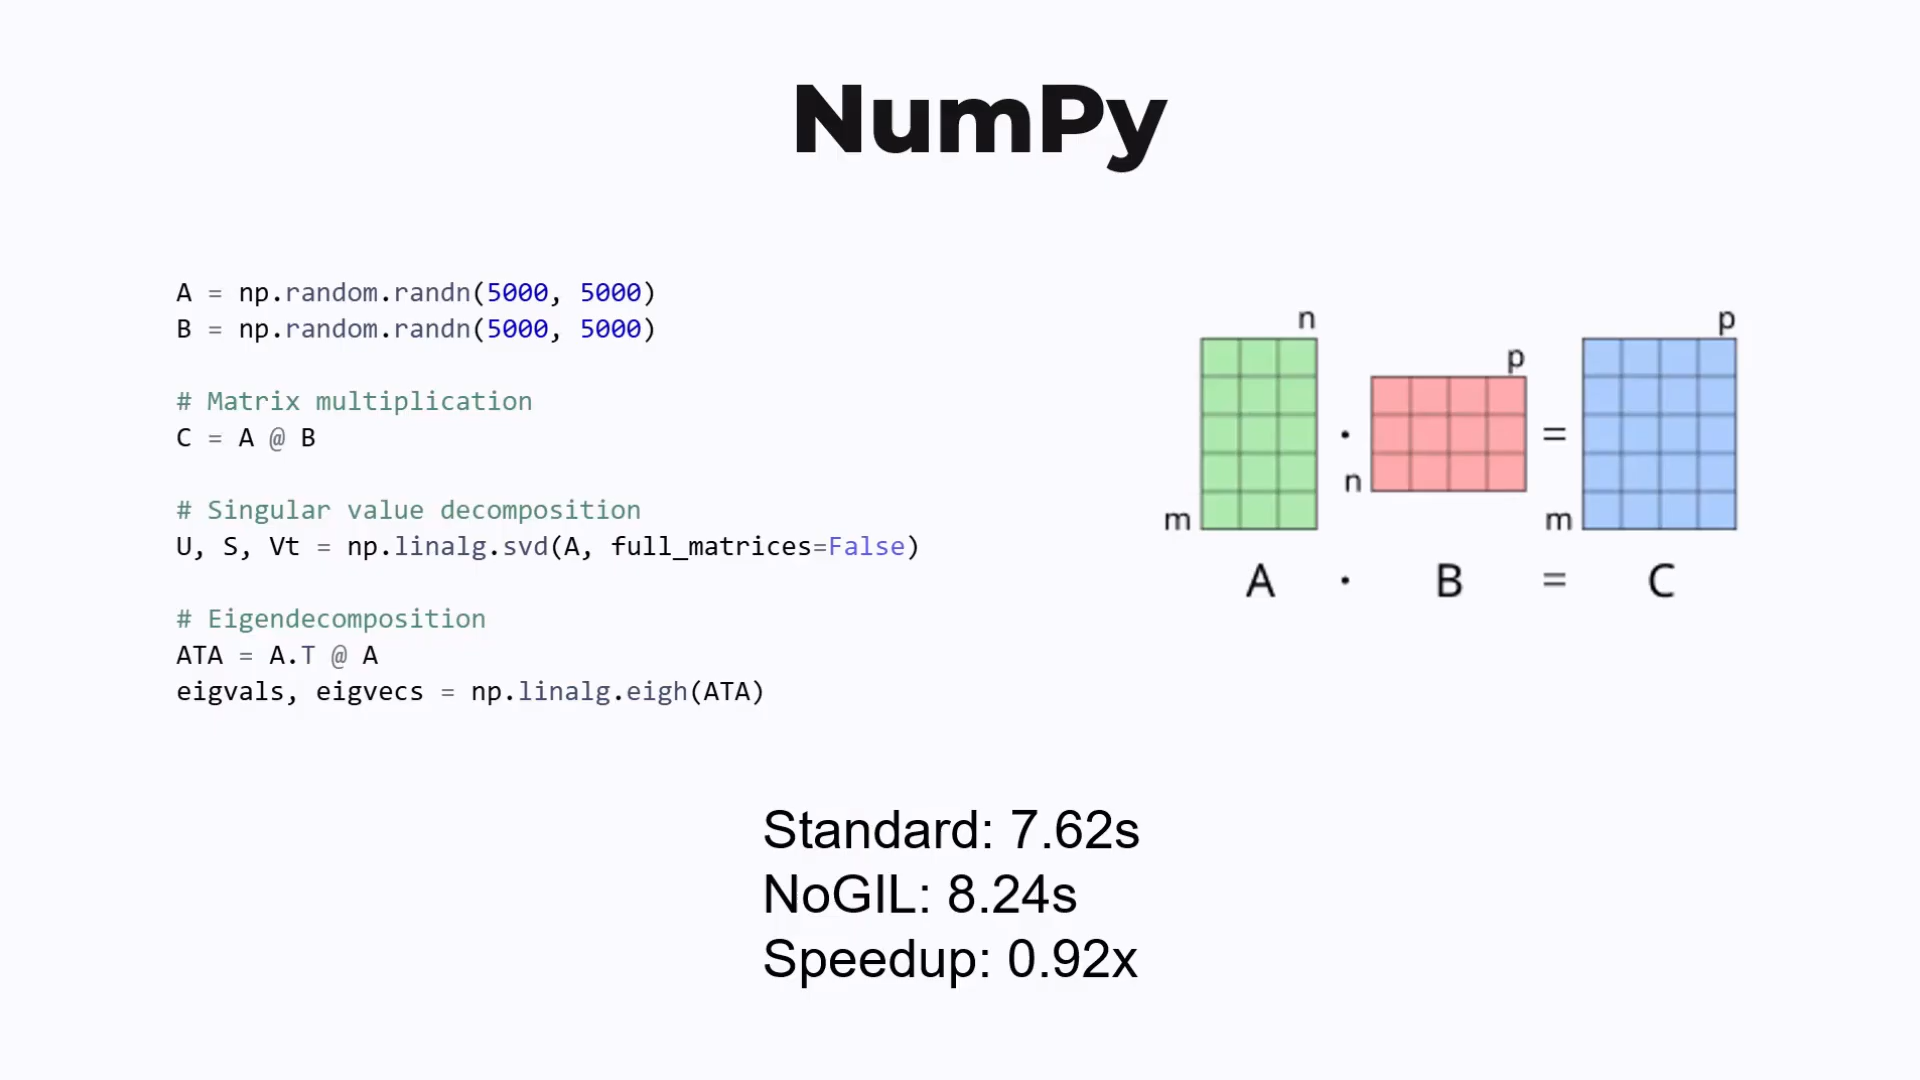 NumPy
A = np.random.randn(5000, 5000)
B = np.random.randn(5000, 5000)
# Matrix multiplication
C = A @ B
# Singular value decomposition
U, S, Vt = np.linalg.svd(A, full_matrices=False)
# Eigendecomposition
ATA = A.T @ A
eigvals, eigvecs = np.linalg.eigh(ATA)
n
p
p
·
=
n
m
m
A · B = C
Standard: 7.62s
NoGIL: 8.24s
Speedup: 0.92x